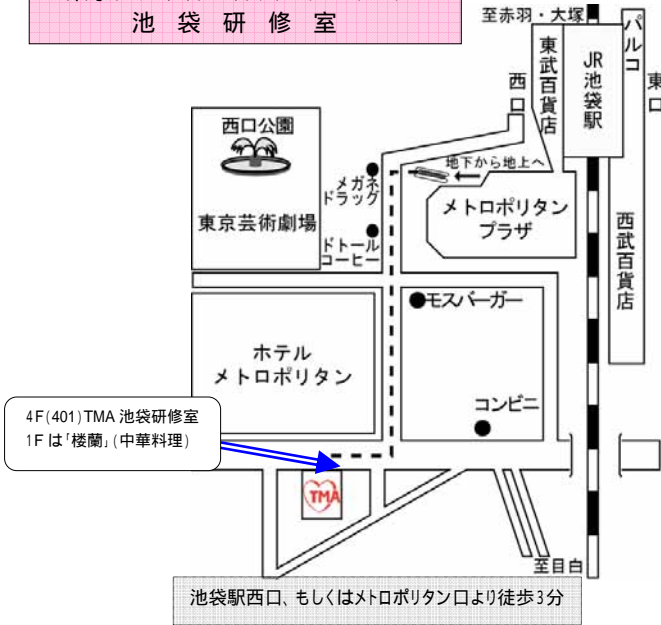 池袋研修室
至赤羽・大塚
パルコ
東口
JR池袋駅
東武百貨店
西口
西口公園
東京芸術劇場
地下から地上へ
メガネ
ドラッグ
メトロポリタン
プラザ
ドトール
コーヒー
西武百貨店
モスバーガー
ホテル
メトロポリタン
コンビニ
4F(401)TMA 池袋研修室
1Fは「楼蘭」(中華料理)
TMA
至目白
池袋駅西口、もしくはメトロポリタン口より徒歩3分